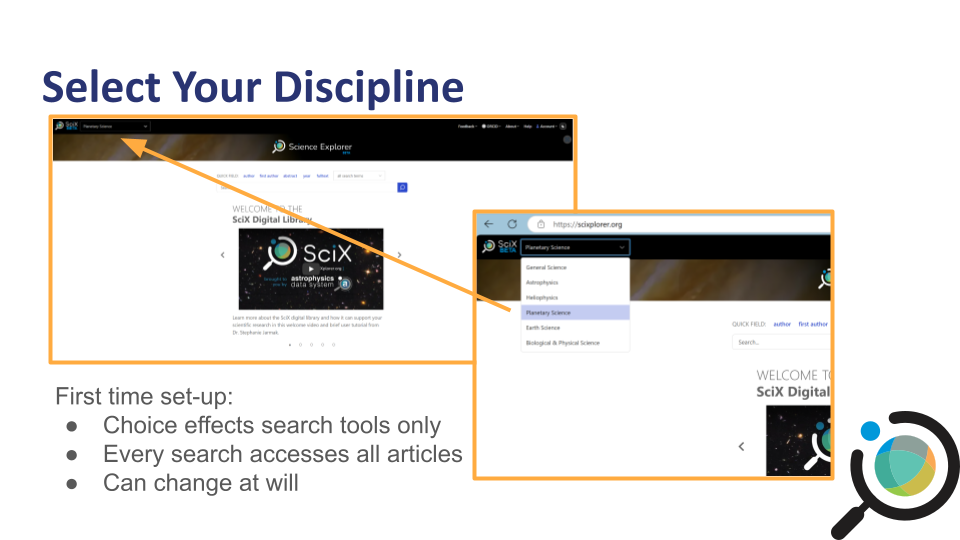 Select Your Discipline
SciX BETA Planetary Science Feedback ORCiD About Help Account
Science Explorer
BETA
QUICK FIELD: author first author abstract year fulltext all search terms
WELCOME TO THE
SciX Digital Library
SciX
brought to you by astrophysics data system
Learn more about the SciX digital library and how it can support your
scientific research in this welcome video and brief user tutorial from
Dr. Stephanie Jarmak.
https://scixplorer.org
SciX BETA Planetary Science
General Science
Astrophysics
Heliophysics
Planetary Science
Earth Science
Biological & Physical Science
QUICK FIELD: author first author
Search...
WELCOME TO
SciX Digital
First time set-up:
● Choice effects search tools only
● Every search accesses all articles
● Can change at will